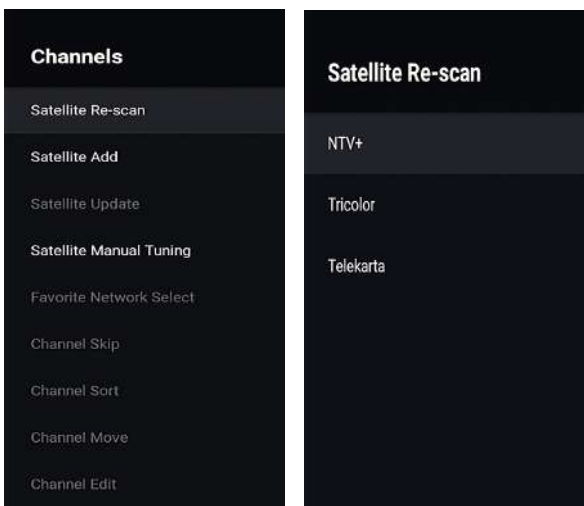 Channels
Satellite Re-scan
Satellite Add
Satellite Update
Satellite Manual Tuning
Favorite Network Select
Channel Skip
Channel Sort
Channel Move
Channel Edit
Satellite Re-scan
NTV+
Tricolor
Telekarta